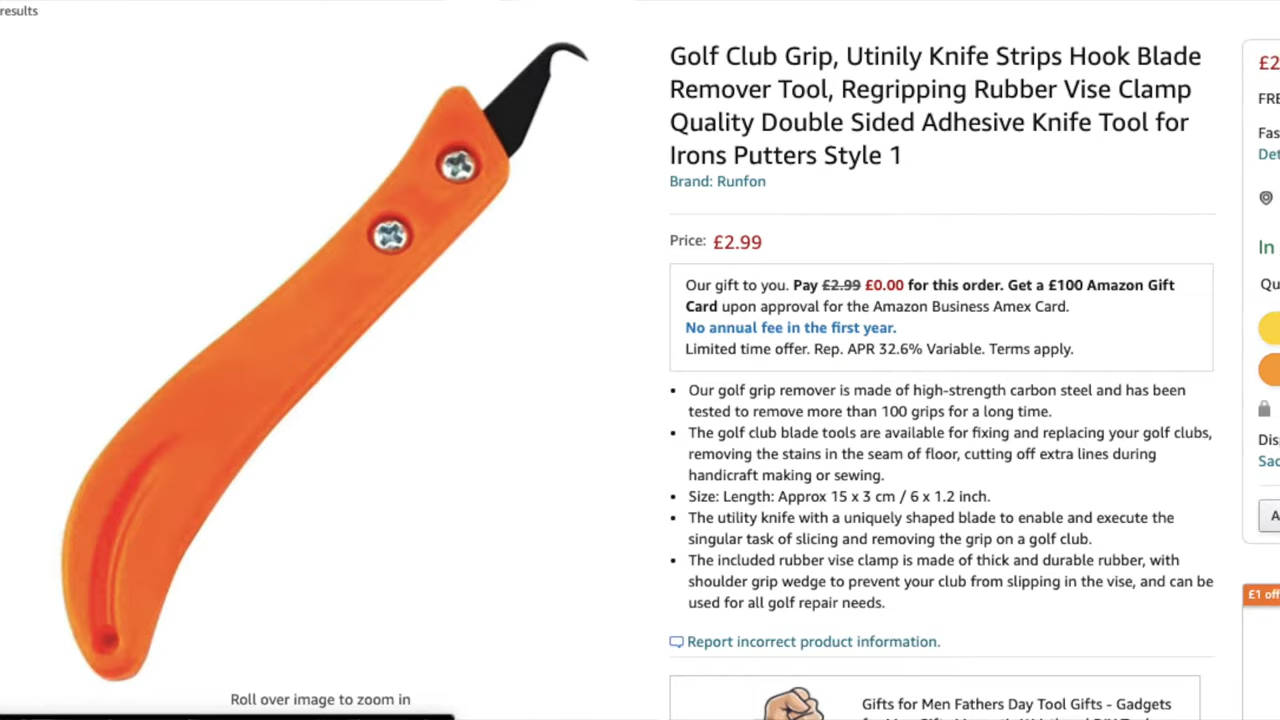 results
Golf Club Grip, Utinily Knife Strips Hook Blade
Remover Tool, Regripping Rubber Vise Clamp
Quality Double Sided Adhesive Knife Tool for
Irons Putters Style 1
Brand: Runfon
Price: £2.99
Our gift to you. Pay £2.99 £0.00 for this order. Get a £100 Amazon Gift
Card upon approval for the Amazon Business Amex Card.
No annual fee in the first year.
Limited time offer. Rep. APR 32.6% Variable. Terms apply.
• Our golf grip remover is made of high-strength carbon steel and has been
tested to remove more than 100 grips for a long time.
• The golf club blade tools are available for fixing and replacing your golf clubs,
removing the stains in the seam of floor, cutting off extra lines during
handicraft making or sewing.
• Size: Length: Approx 15 x 3 cm / 6 x 1.2 inch.
• The utility knife with a uniquely shaped blade to enable and execute the
singular task of slicing and removing the grip on a golf club.
• The included rubber vise clamp is made of thick and durable rubber, with
shoulder grip wedge to prevent your club from slipping in the vise, and can be
used for all golf repair needs.
Report incorrect product information.
Roll over image to zoom in
Gifts for Men Fathers Day Tool Gifts - Gadgets
£2
FRE
Fas
Det
In
Qu
Dis
Sac
A
£1 off